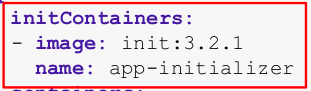 initContainers:
- image: init:3.2.1
  name: app-initializer